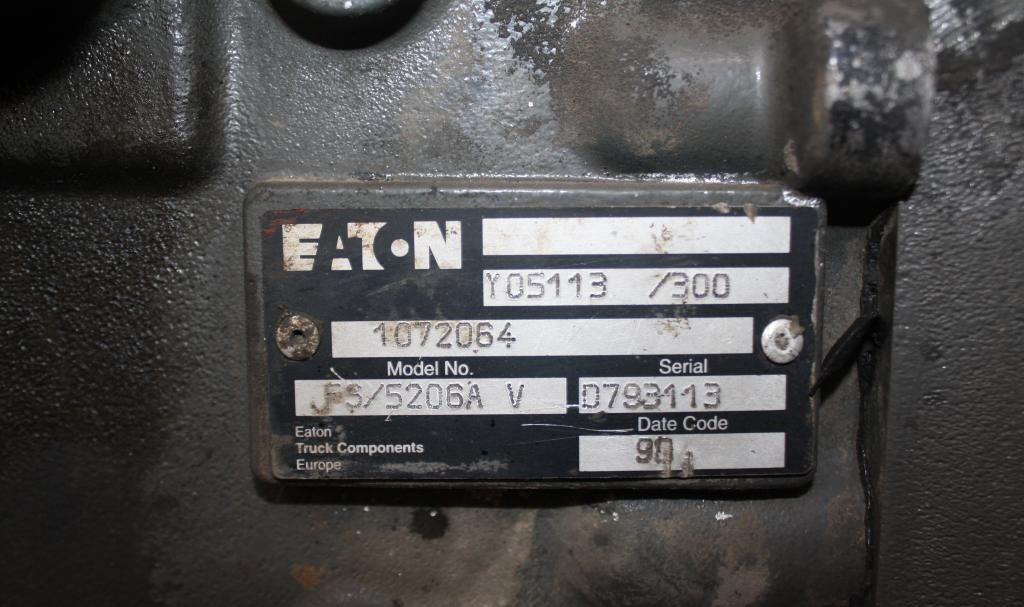 EATON
Y05113 /300
1072064
Model No. Serial
FS/5206A V D793113
Date Code
Eaton
Truck Components
Europe